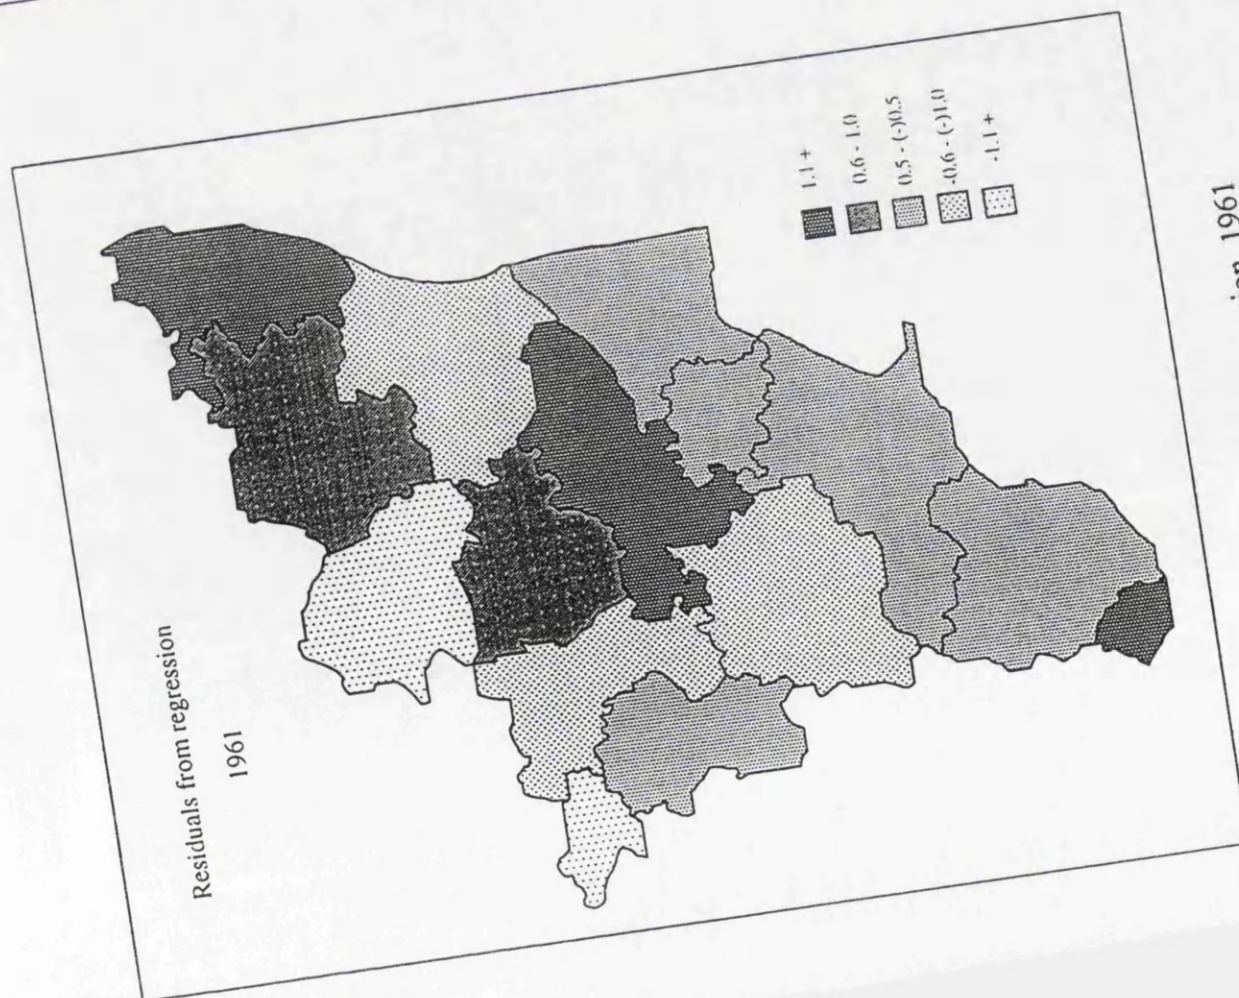 Residuals from regression
1961
1.1 +
0.6 - 1.0
0.5 - (-)0.5
-0.6 - (-)1.0
-1.1 +
ion 1961